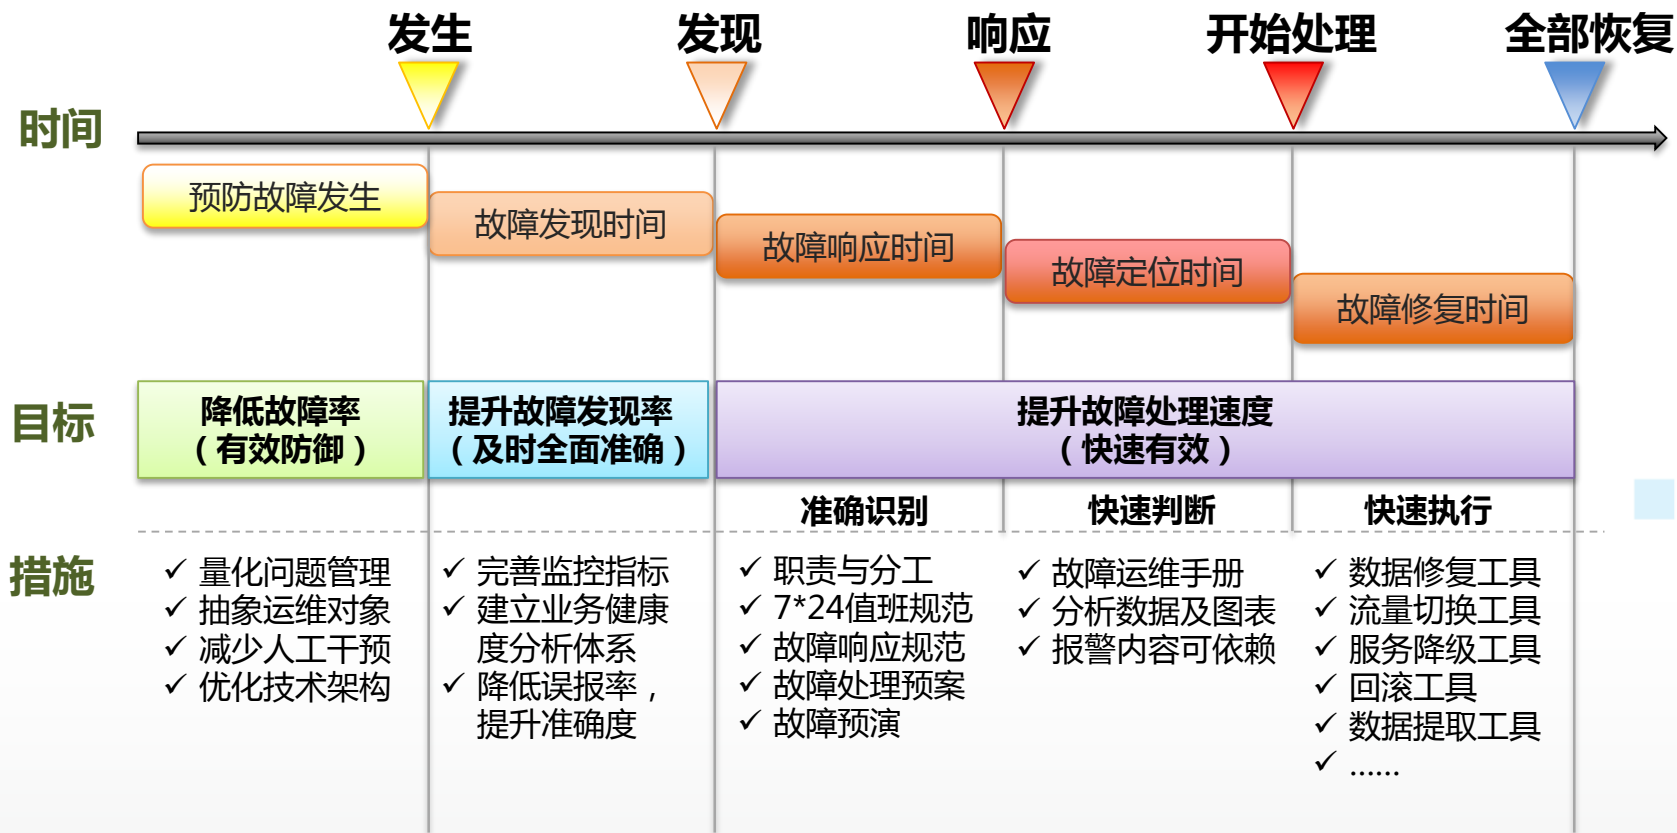 发生
发现
响应
开始处理
全部恢复
时间
预防故障发生
故障发现时间
故障响应时间
故障定位时间
故障修复时间
目标
降低故障率
（有效防御）
提升故障发现率
（及时全面准确）
提升故障处理速度
（快速有效）
准确识别
快速判断
快速执行
措施
✓ 量化问题管理
✓ 抽象运维对象
✓ 减少人工干预
✓ 优化技术架构
✓ 完善监控指标
✓ 建立业务健康
度分析体系
✓ 降低误报率，
提升准确度
✓ 职责与分工
✓ 7*24值班规范
✓ 故障响应规范
✓ 故障处理预案
✓ 故障预演
✓ 故障运维手册
✓ 分析数据及图表
✓ 报警内容可依赖
✓ 数据修复工具
✓ 流量切换工具
✓ 服务降级工具
✓ 回滚工具
✓ 数据提取工具
✓ ……